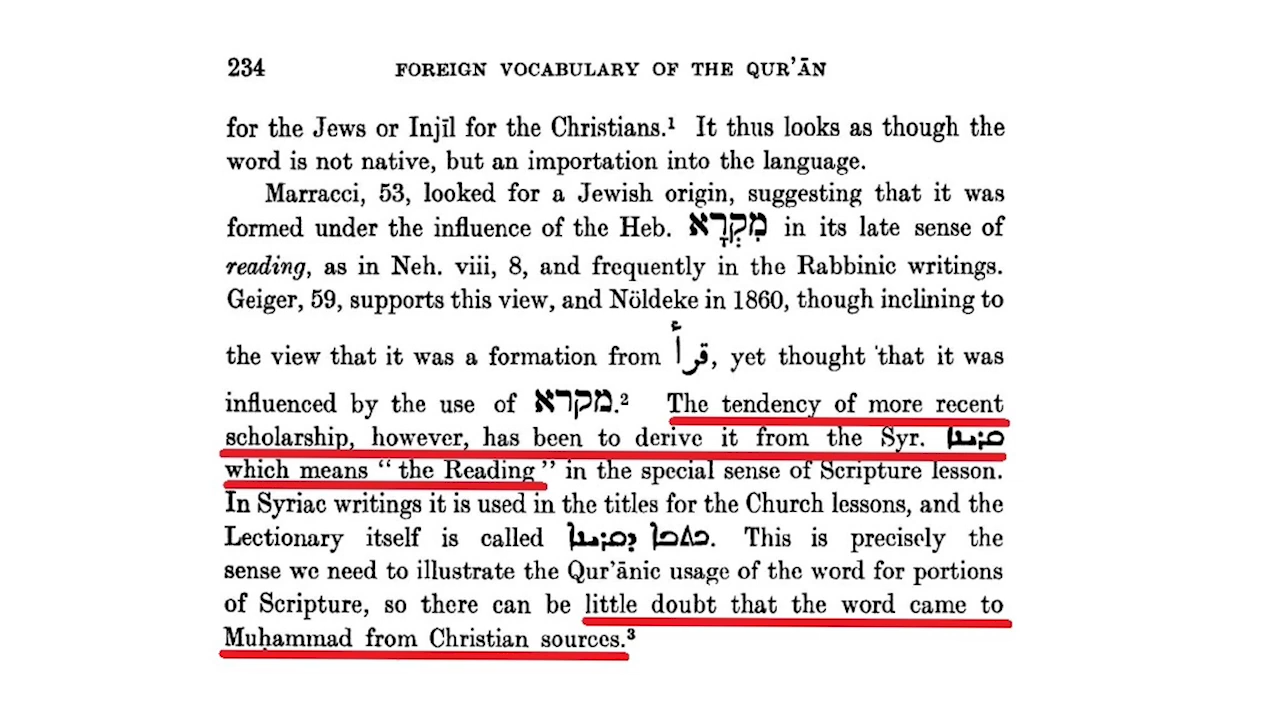 234 FOREIGN VOCABULARY OF THE QUR'ĀN
for the Jews or Injīl for the Christians.¹ It thus looks as though the
word is not native, but an importation into the language.
Marracci, 53, looked for a Jewish origin, suggesting that it was
formed under the influence of the Heb. מִקְרָא in its late sense of
reading, as in Neh. viii, 8, and frequently in the Rabbinic writings.
Geiger, 59, supports this view, and Nöldeke in 1860, though inclining to
the view that it was a formation from قرأ, yet thought that it was
influenced by the use of מקרא.² The tendency of more recent
scholarship, however, has been to derive it from the Syr. ܩܪܝܢܐ
which means “ the Reading ” in the special sense of Scripture lesson.
In Syriac writings it is used in the titles for the Church lessons, and the
Lectionary itself is called ܟܬܒܐ ܕܩܪܝܢܐ. This is precisely the
sense we need to illustrate the Qur'ānic usage of the word for portions
of Scripture, so there can be little doubt that the word came to
Muḥammad from Christian sources.³